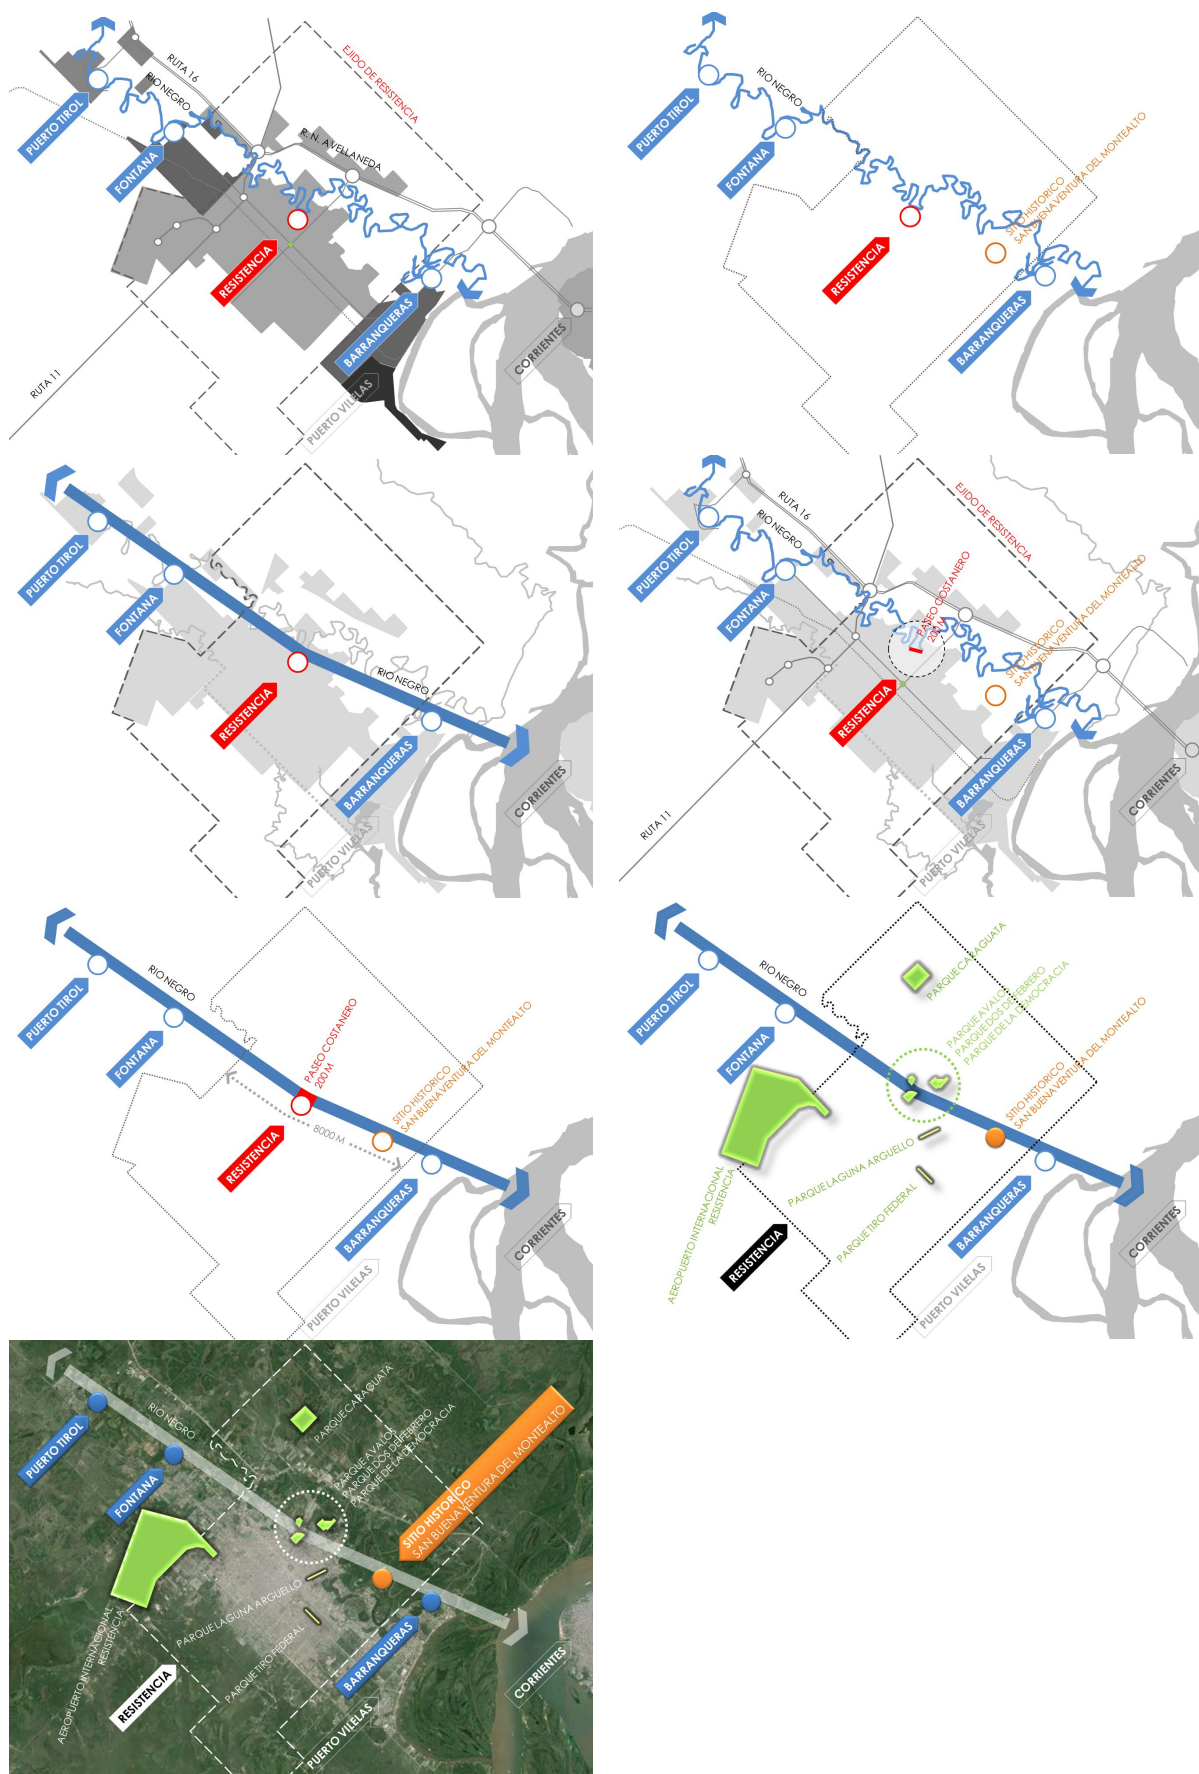 RUTA 16
EJIDO DE RESISTENCIA
RIO NEGRO
PUERTO TIROL
R. N. AVELLANEDA
FONTANA
RESISTENCIA
BARRANQUERAS
CORRIENTES
RUTA 11
PUERTO VILELAS
RIO NEGRO
PUERTO TIROL
FONTANA
SITIO HISTORICO
SAN BUENAVENTURA DEL MONTEALTO
RESISTENCIA
BARRANQUERAS
CORRIENTES
PUERTO TIROL
FONTANA
RIO NEGRO
RESISTENCIA
BARRANQUERAS
CORRIENTES
PUERTO VILELAS
RUTA 16
EJIDO DE RESISTENCIA
RIO NEGRO
PUERTO TIROL
FONTANA
PASEO COSTANERO
200 M
SITIO HISTORICO
SAN BUENAVENTURA DEL MONTEALTO
RESISTENCIA
BARRANQUERAS
CORRIENTES
RUTA 11
PUERTO VILELAS
RIO NEGRO
PUERTO TIROL
FONTANA
PASEO COSTANERO
200 M
SITIO HISTORICO
SAN BUENAVENTURA DEL MONTEALTO
8000 M
RESISTENCIA
BARRANQUERAS
CORRIENTES
PUERTO VILELAS
RIO NEGRO
PUERTO TIROL
FONTANA
PARQUE CARAGUATA
PARQUE AVALOS
PARQUE DOS DE FEBRERO
PARQUE DE LA DEMOCRACIA
SITIO HISTORICO
SAN BUENAVENTURA DEL MONTEALTO
PARQUE LAGUNA ARGUELLO
PARQUE TIRO FEDERAL
AEROPUERTO INTERNACIONAL
RESISTENCIA
RESISTENCIA
BARRANQUERAS
CORRIENTES
PUERTO VILELAS
RIO NEGRO
PUERTO TIROL
FONTANA
PARQUE CARAGUATA
PARQUE AVALOS
PARQUE DOS DE FEBRERO
PARQUE DE LA DEMOCRACIA
SITIO HISTORICO
SAN BUENAVENTURA DEL MONTEALTO
PARQUE LAGUNA ARGUELLO
PARQUE TIRO FEDERAL
AEROPUERTO INTERNACIONAL
RESISTENCIA
RESISTENCIA
BARRANQUERAS
CORRIENTES
PUERTO VILELAS